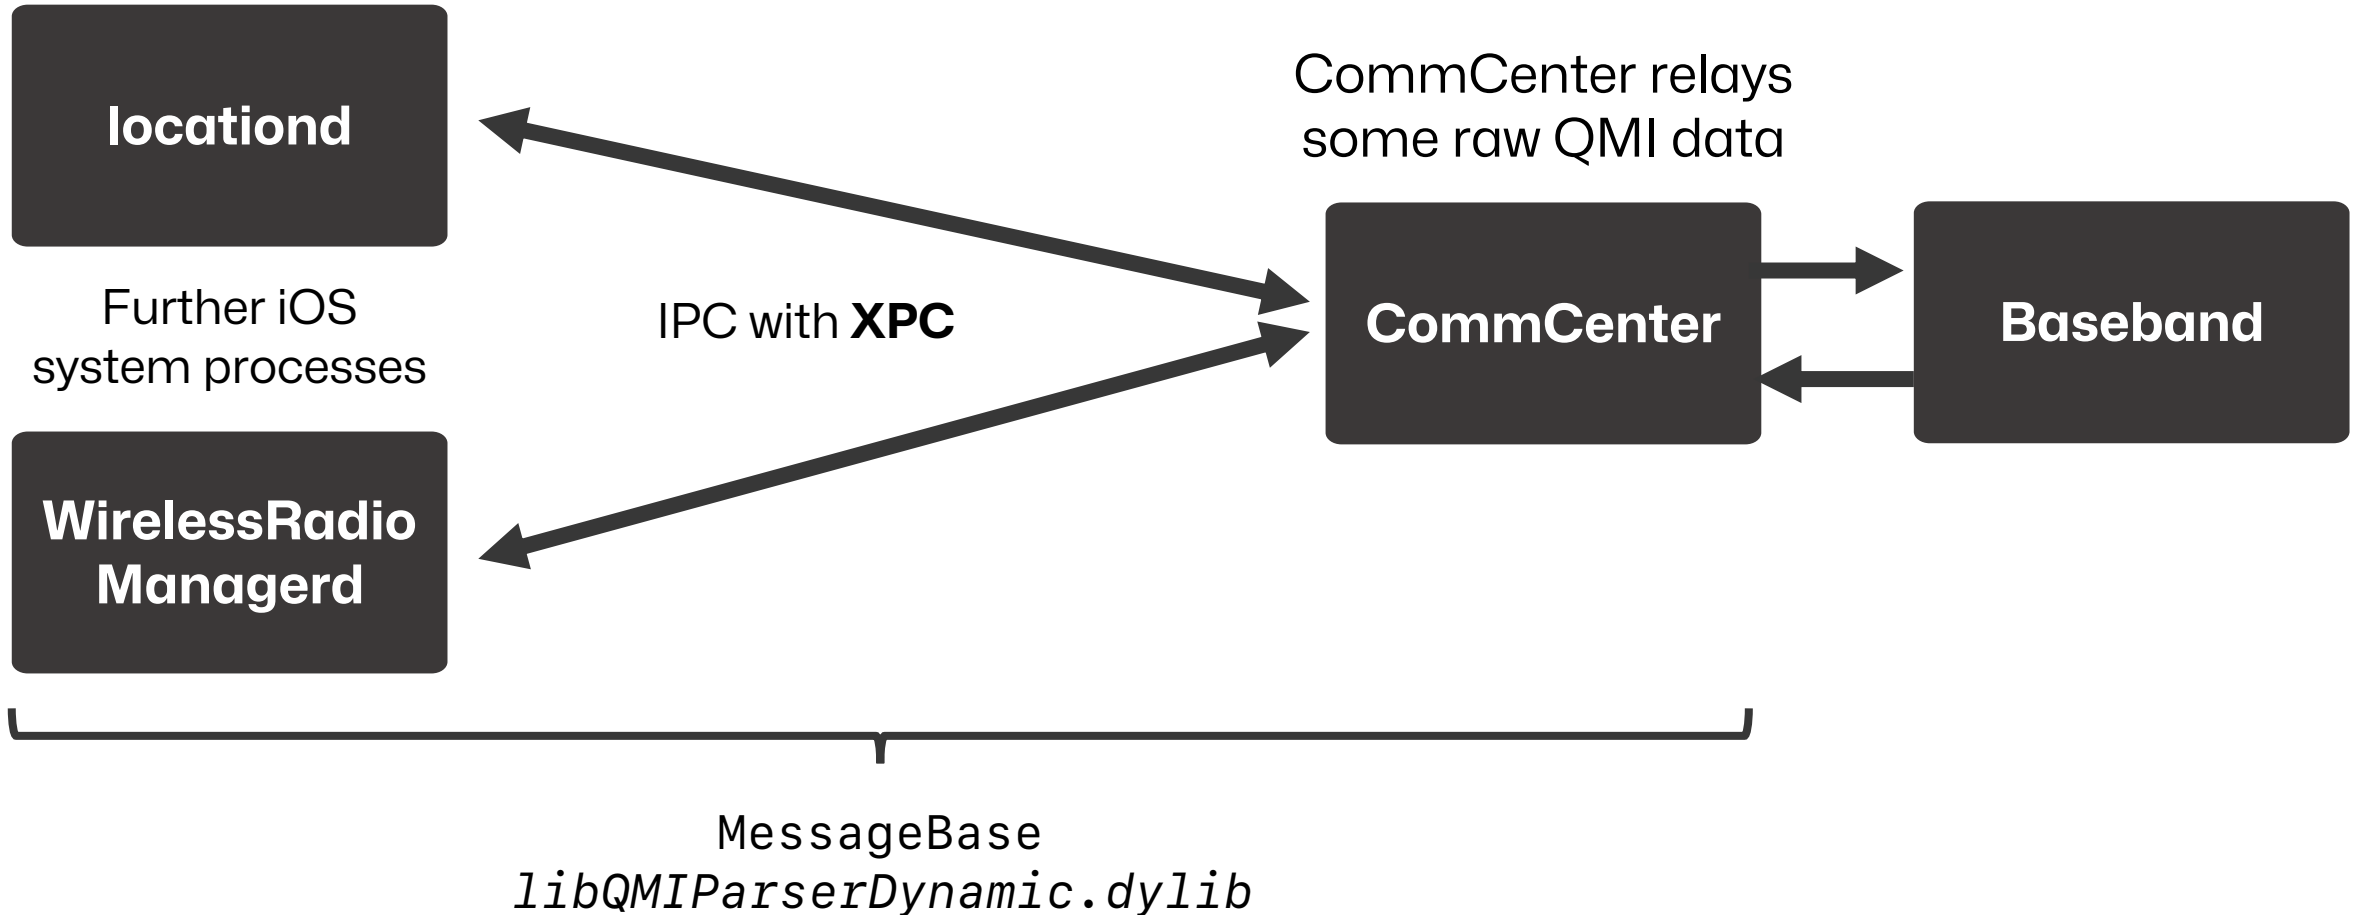 locationd
Further iOS
system processes
WirelessRadio
Managerd
IPC with XPC
CommCenter relays
some raw QMI data
CommCenter
Baseband
MessageBase
libQMIParserDynamic.dylib